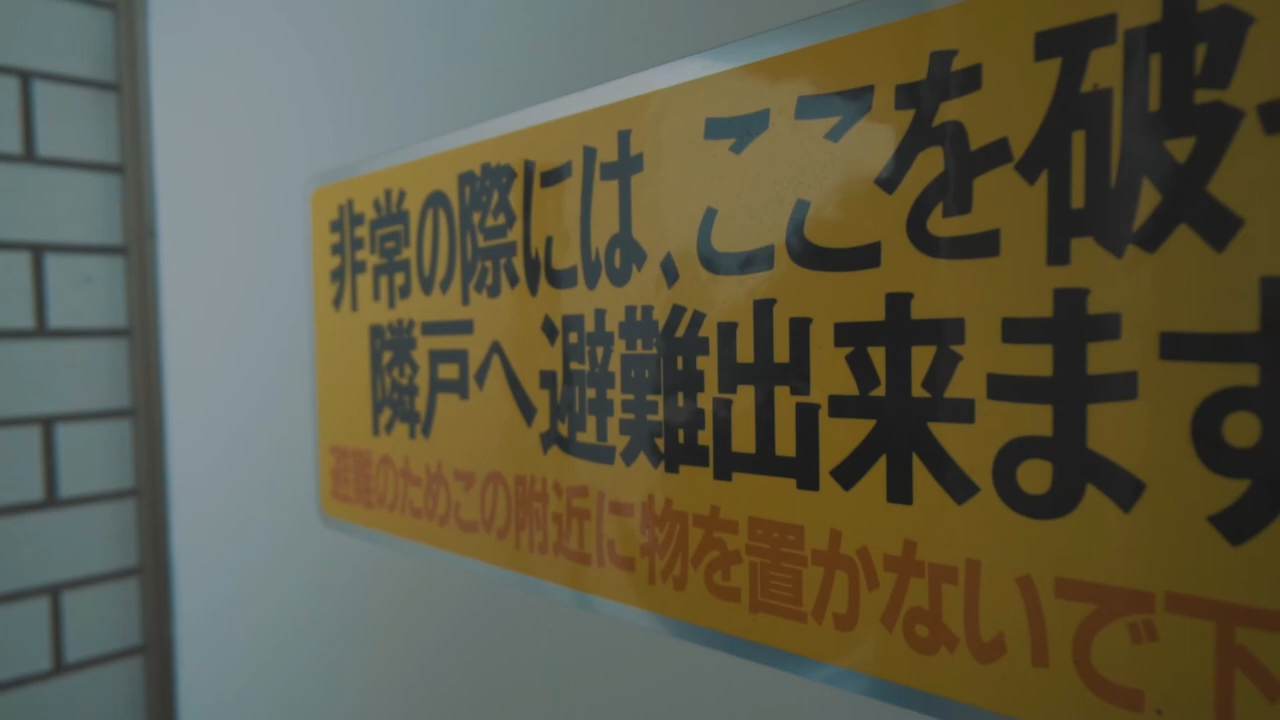 非常の際には、ここを破
隣戸へ避難出来ます
避難のためこの附近に物を置かないで下